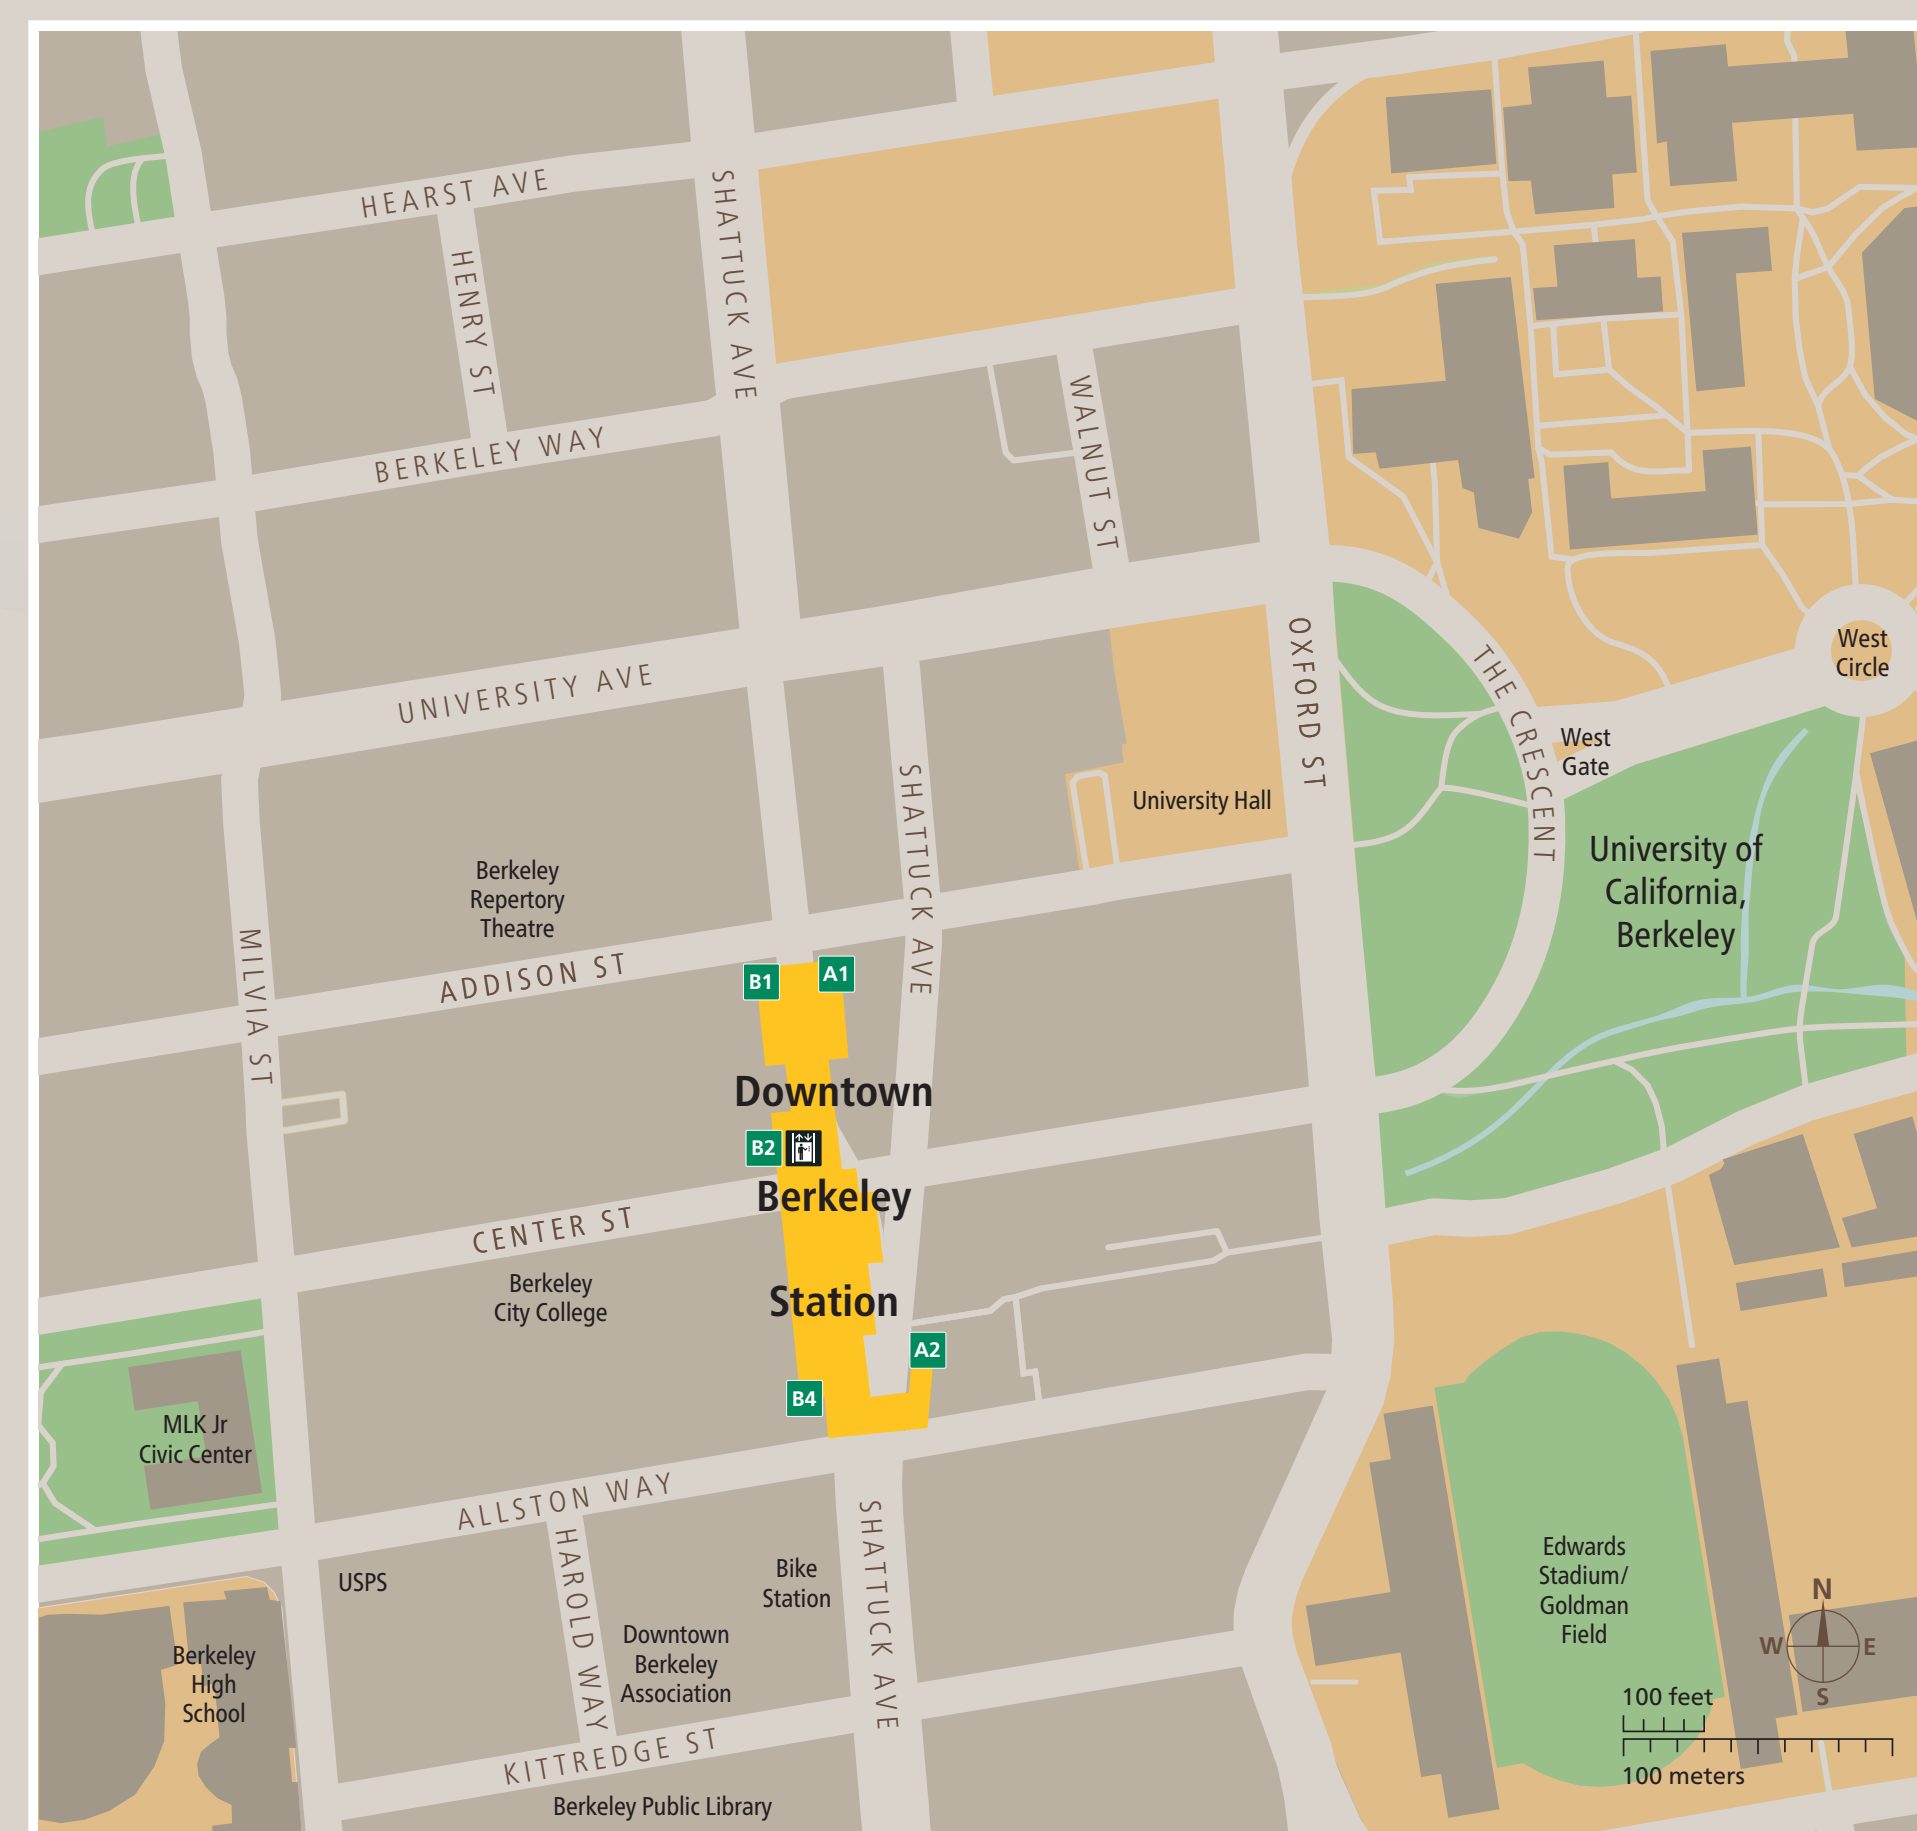 HEARST AVE
SHATTUCK AVE
HENRY ST
BERKELEY WAY
WALNUT ST
UNIVERSITY AVE
OXFORD ST
THE CRESCENT
West
Circle
West
Gate
University Hall
SHATTUCK AVE
University of
California,
Berkeley
Berkeley
Repertory
Theatre
MILVIA ST
ADDISON ST
B1
A1
Downtown
B2
Berkeley
CENTER ST
Berkeley
City College
Station
A2
B4
MLK Jr
Civic Center
ALLSTON WAY
HAROLD WAY
SHATTUCK AVE
USPS
Bike
Station
Downtown
Berkeley
Association
Berkeley
High
School
KITTREDGE ST
Berkeley Public Library
Edwards
Stadium/
Goldman
Field
N
W
E
S
100 feet
100 meters